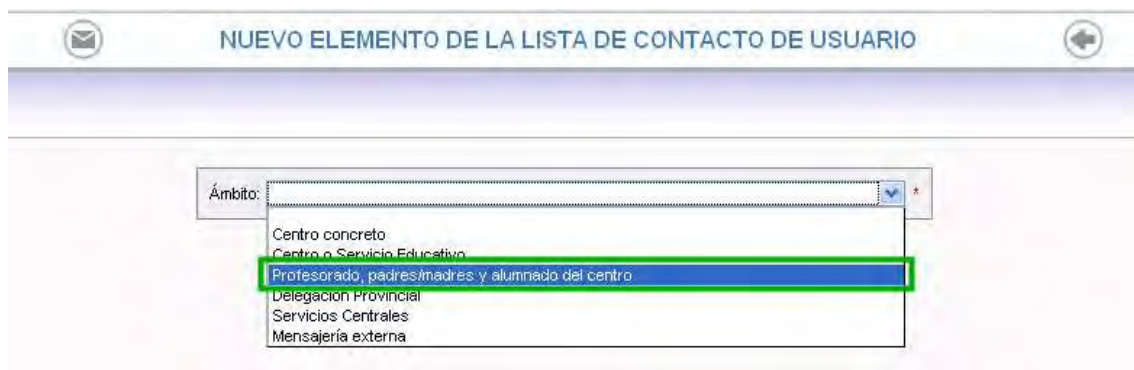 NUEVO ELEMENTO DE LA LISTA DE CONTACTO DE USUARIO
Ámbito: *
Centro concreto
Centro o Servicio Educativo
Profesorado, padres/madres y alumnado del centro
Delegación Provincial
Servicios Centrales
Mensajería externa